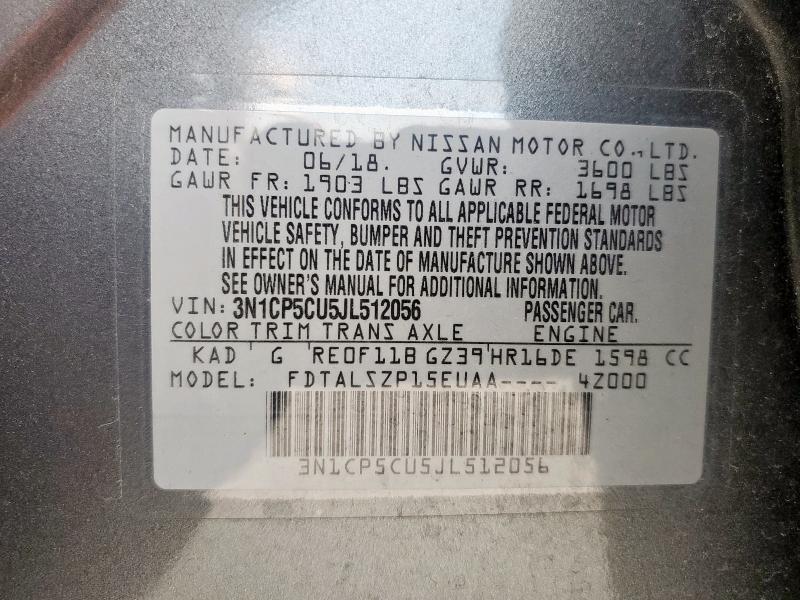 MANUFACTURED BY NISSAN MOTOR CO., LTD.
DATE: 06/18. GVWR: 3600 LBS
GAWR FR: 1903 LBS GAWR RR: 1698 LBS
THIS VEHICLE CONFORMS TO ALL APPLICABLE FEDERAL MOTOR
VEHICLE SAFETY, BUMPER AND THEFT PREVENTION STANDARDS
IN EFFECT ON THE DATE OF MANUFACTURE SHOWN ABOVE.
SEE OWNER'S MANUAL FOR ADDITIONAL INFORMATION.
VIN: 3N1CP5CU5JL512056 PASSENGER CAR.
COLOR TRIM TRANS AXLE ENGINE
KAD G RE0F11B GZ39 HR16DE 1598 CC
MODEL: FDTALSZP15EUAA---- 4Z000
3N1CP5CU5JL512056